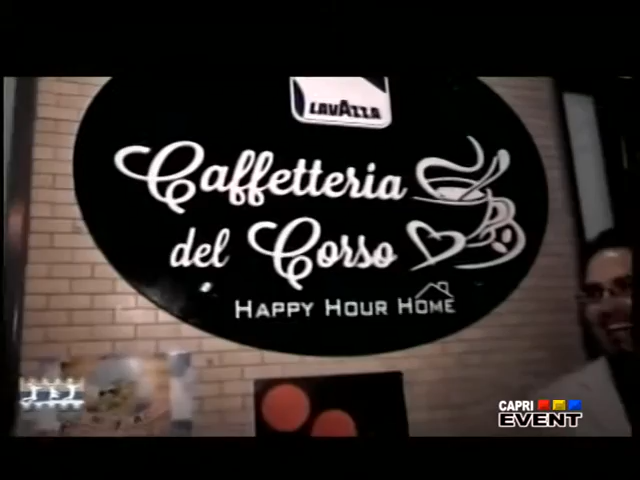 LAVAZZA
Caffetteria
del Corso
HAPPY HOUR HOME
CAPRI
EVENT